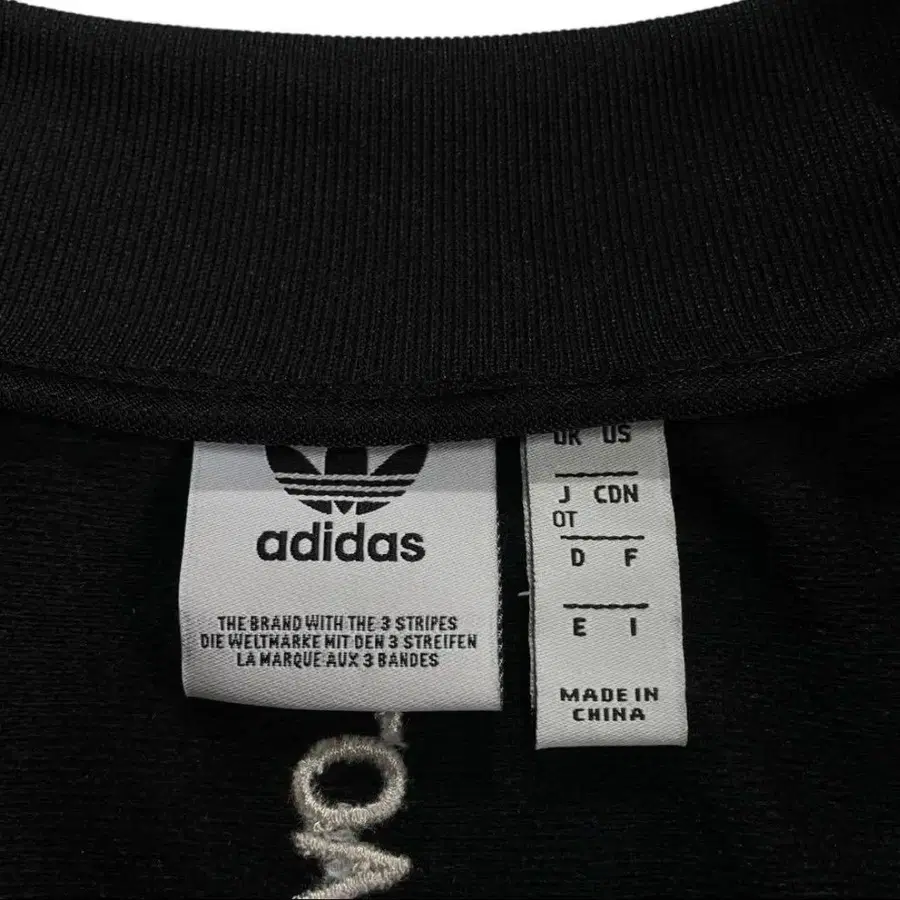 adidas
THE BRAND WITH THE 3 STRIPES
DIE WELTMARKE MIT DEN 3 STREIFEN
LA MARQUE AUX 3 BANDES
UK US
J CDN
OT
D F
E I
MADE IN
CHINA